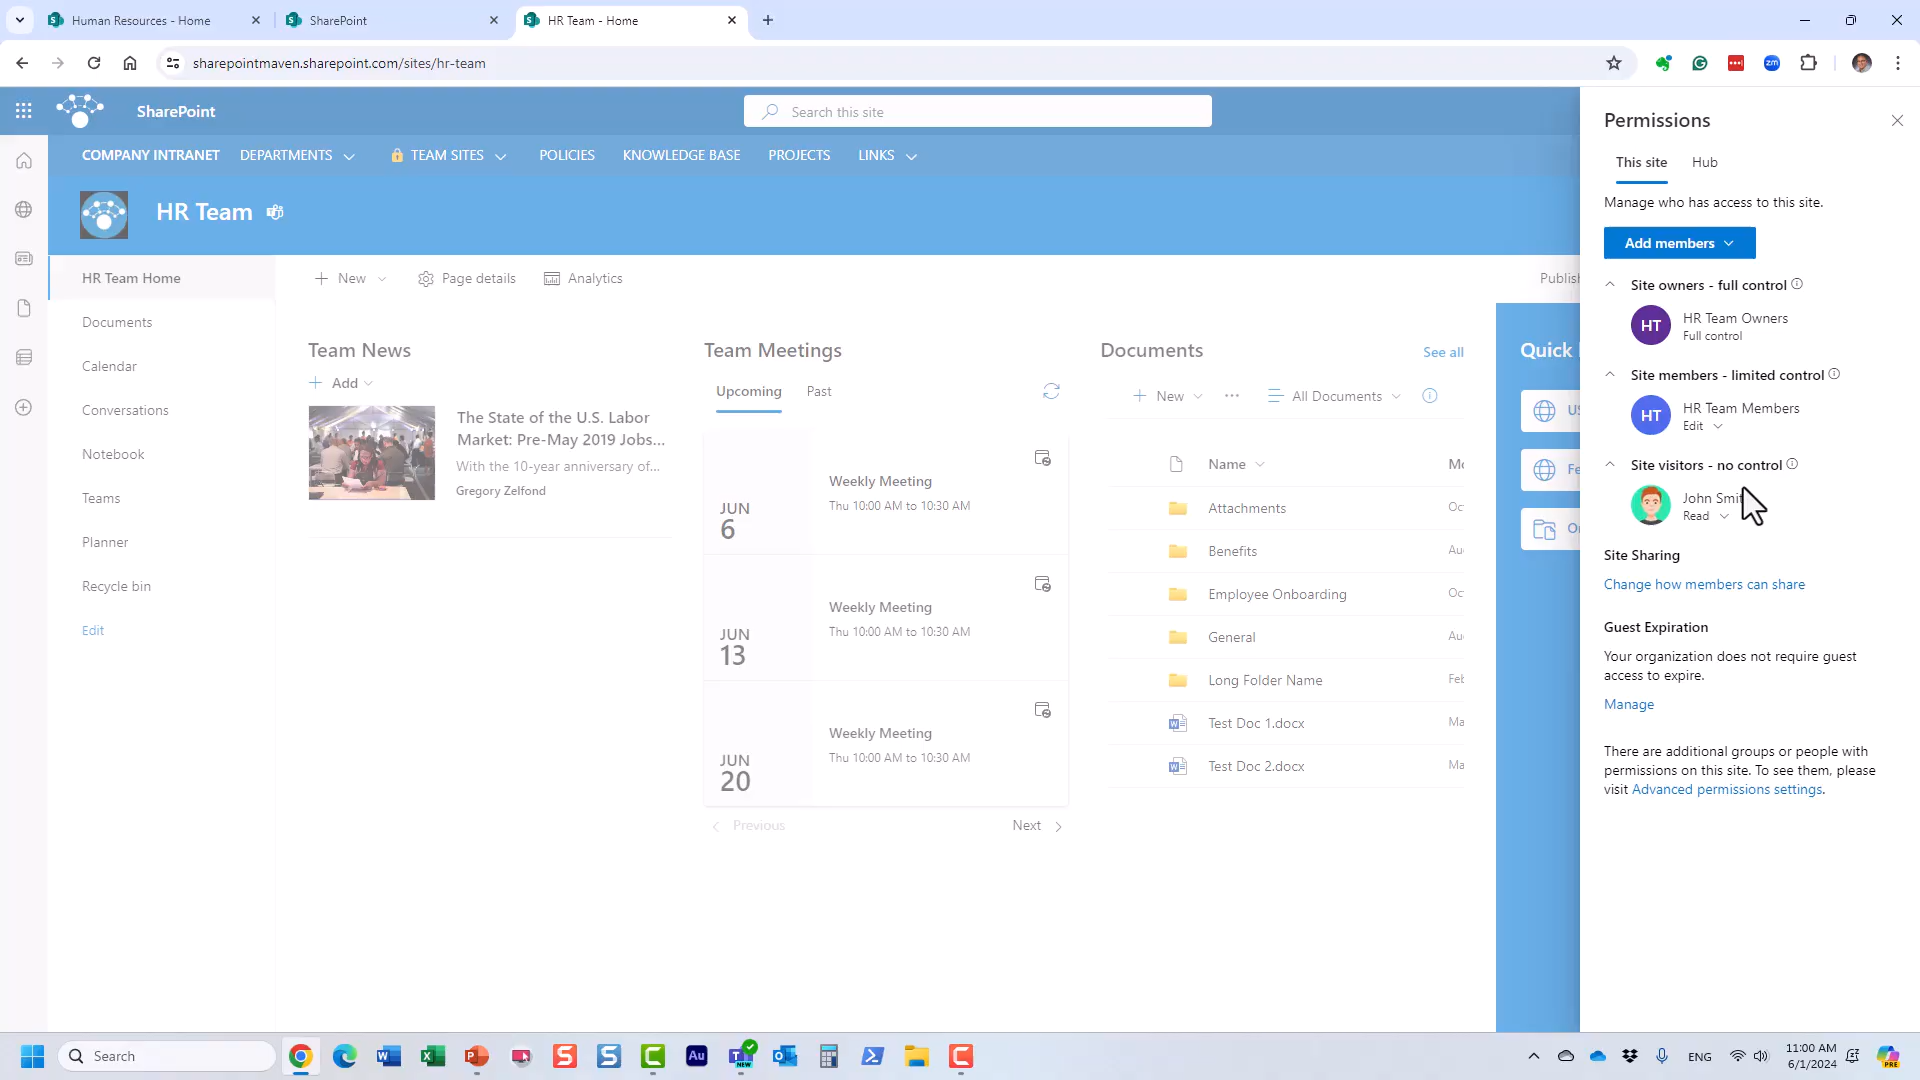 Human Resources - Home
SharePoint
HR Team - Home
sharepointmaven.sharepoint.com/sites/hr-team
SharePoint
Search this site
COMPANY INTRANET DEPARTMENTS TEAM SITES POLICIES KNOWLEDGE BASE PROJECTS LINKS
HR Team
HR Team Home
Documents
Calendar
Conversations
Notebook
Teams
Planner
Recycle bin
Edit
+ New Page details Analytics
Team News
+ Add
The State of the U.S. Labor
Market: Pre-May 2019 Jobs...
With the 10-year anniversary of...
Gregory Zelfond
Team Meetings
Upcoming Past
JUN
6
Weekly Meeting
Thu 10:00 AM to 10:30 AM
JUN
13
Weekly Meeting
Thu 10:00 AM to 10:30 AM
JUN
20
Weekly Meeting
Thu 10:00 AM to 10:30 AM
Previous Next
Documents See all
+ New ... All Documents
Name
Attachments
Benefits
Employee Onboarding
General
Long Folder Name
Test Doc 1.docx
Test Doc 2.docx
Quick
Permissions
This site Hub
Manage who has access to this site.
Add members
Site owners - full control
HT
HR Team Owners
Full control
Site members - limited control
HT
HR Team Members
Edit
Site visitors - no control
John
Read
Site Sharing
Change how members can share
Guest Expiration
Your organization does not require guest
access to expire.
Manage
There are additional groups or people with
permissions on this site. To see them, please
visit Advanced permissions settings.
Search
ENG
11:00 AM
6/1/2024